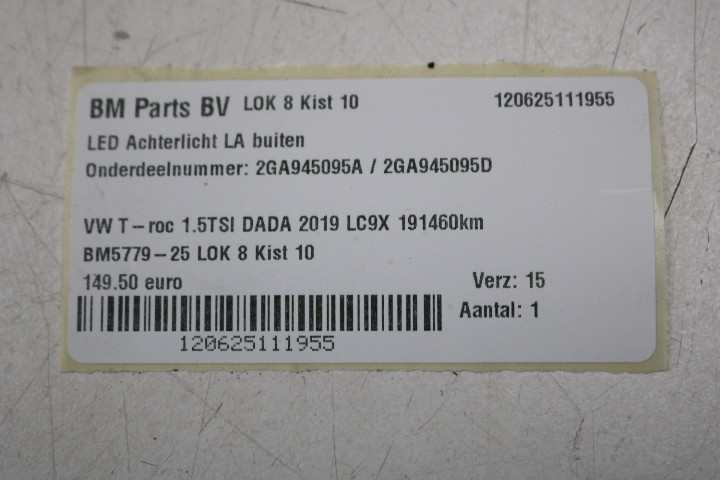 BM Parts BV LOK 8 Kist 10 120625111955
LED Achterlicht LA buiten
Onderdeelnummer: 2GA945095A / 2GA945095D
VW T-roc 1.5TSI DADA 2019 LC9X 191460km
BM5779-25 LOK 8 Kist 10
149.50 euro Verz: 15
Aantal: 1
120625111955